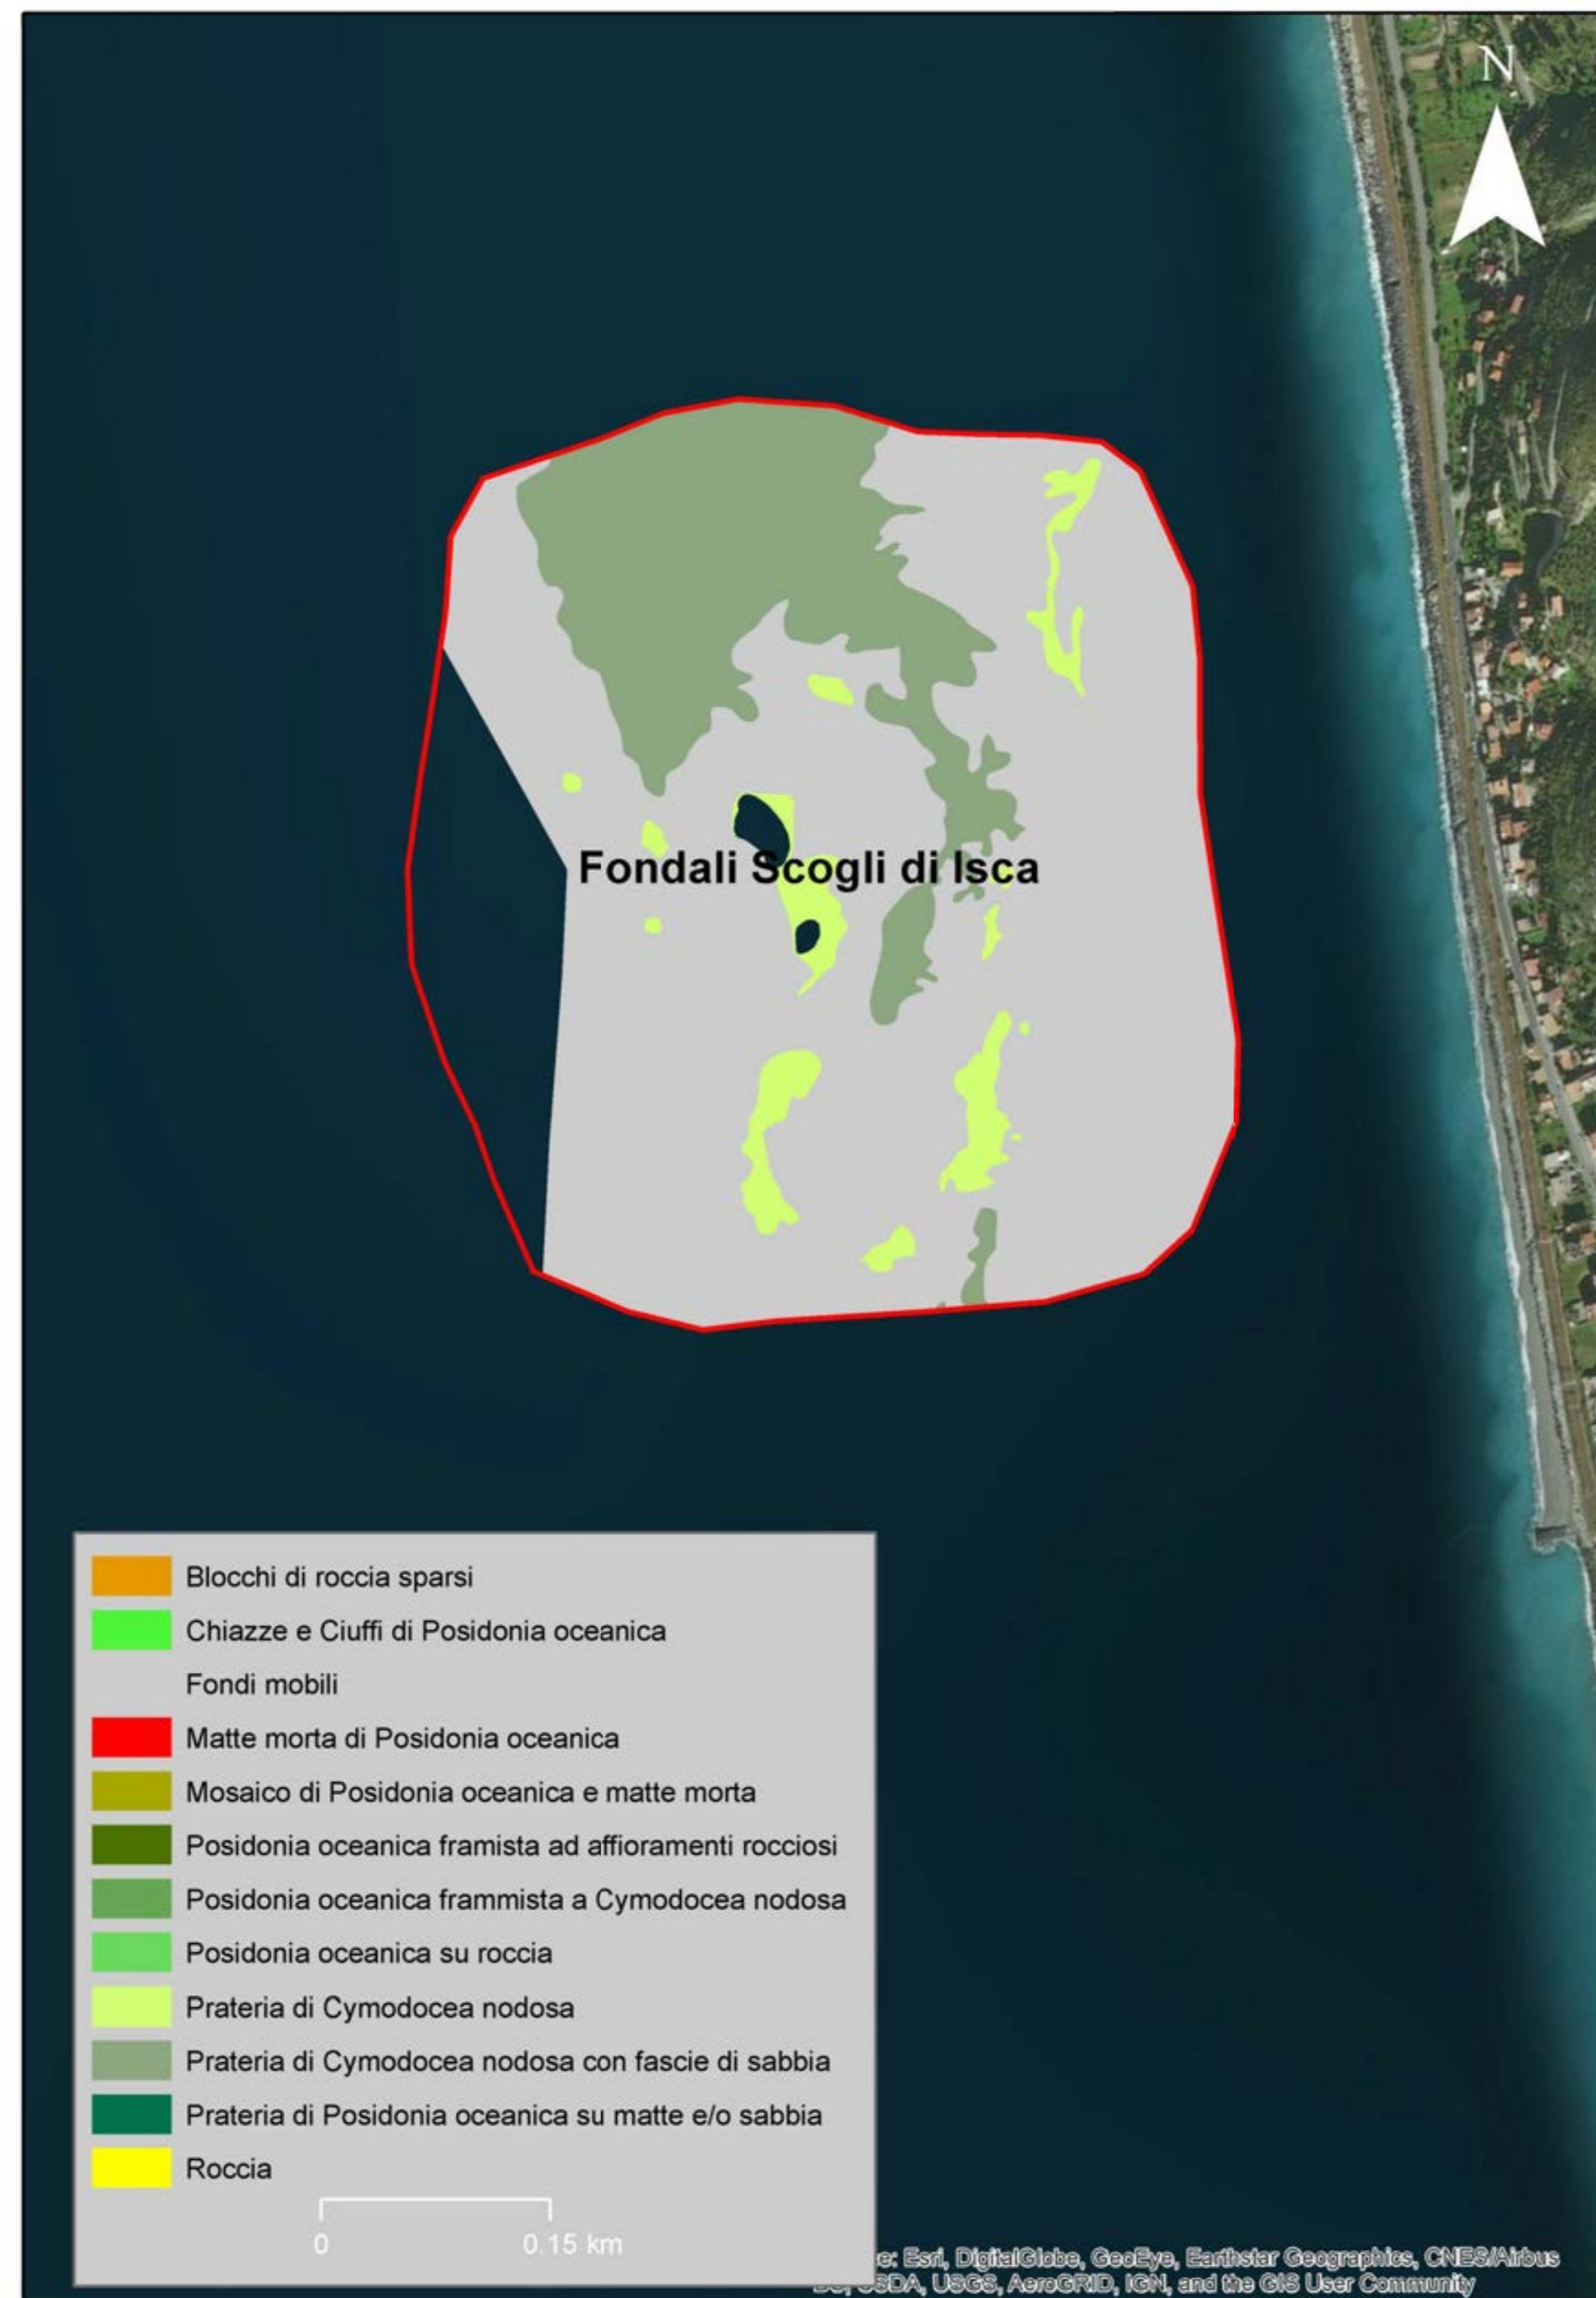 N
Fondali Scogli di Isca
Blocchi di roccia sparsi
Chiazze e Ciuffi di Posidonia oceanica
Fondi mobili
Matte morta di Posidonia oceanica
Mosaico di Posidonia oceanica e matte morta
Posidonia oceanica framista ad affioramenti rocciosi
Posidonia oceanica frammista a Cymodocea nodosa
Posidonia oceanica su roccia
Prateria di Cymodocea nodosa
Prateria di Cymodocea nodosa con fascie di sabbia
Prateria di Posidonia oceanica su matte e/o sabbia
Roccia
0 0.15 km
Esri, DigitalGlobe, GeoEye, Earthstar Geographics, CNES/Airbus
USGS, AeroGRID, IGN, and the GIS User Community